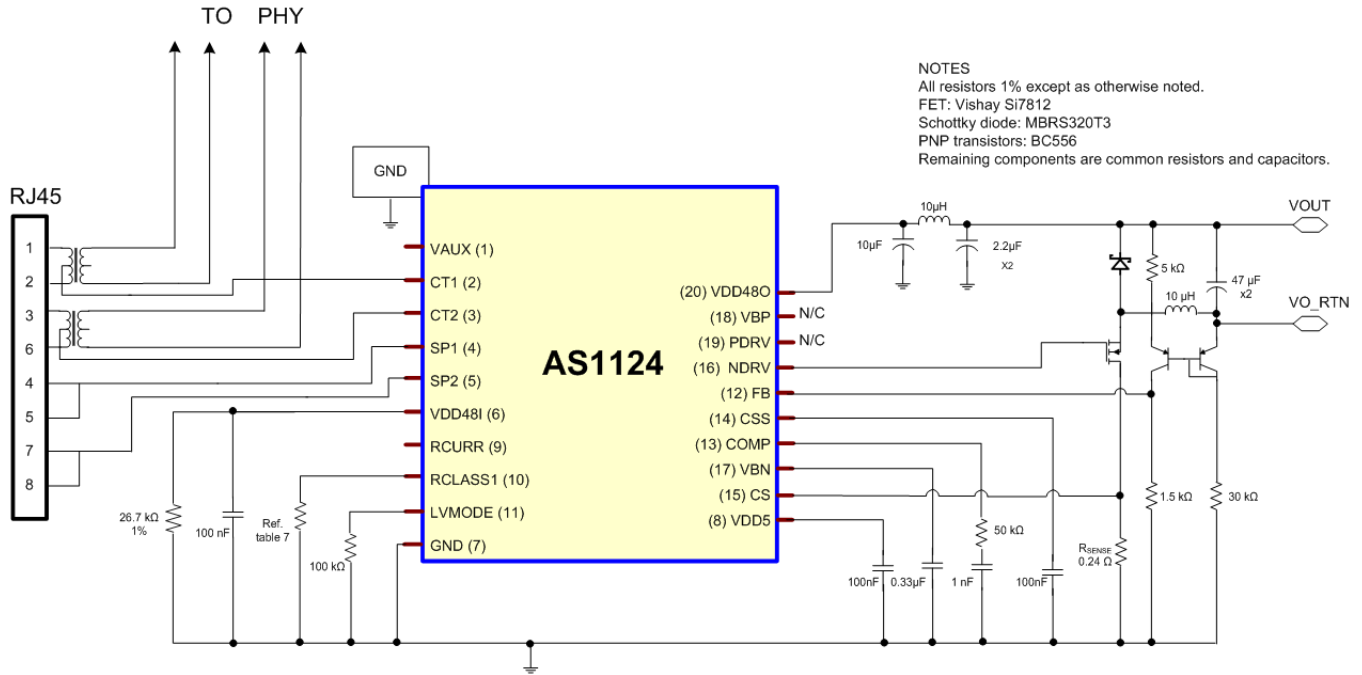 TO PHY
NOTES
All resistors 1% except as otherwise noted.
FET: Vishay Si7812
Schottky diode: MBRS320T3
PNP transistors: BC556
Remaining components are common resistors and capacitors.
GND
RJ45
1
2
3
6
4
5
7
8
VAUX (1)
CT1 (2)
CT2 (3)
SP1 (4)
SP2 (5)
VDD48I (6)
RCURR (9)
RCLASS1 (10)
LVMODE (11)
GND (7)
AS1124
(20) VDD48O
(18) VBP
(19) PDRV
(16) NDRV
(12) FB
(14) CSS
(13) COMP
(17) VBN
(15) CS
(8) VDD5
N/C
N/C
10µH
10µF
2.2µF
X2
VOUT
5 kΩ
47 µF
x2
10 µH
VO_RTN
26.7 kΩ
1%
100 nF
Ref.
table 7
100 kΩ
100nF
0.33µF
50 kΩ
1 nF
100nF
RSENSE
0.24 Ω
1.5 kΩ
30 kΩ